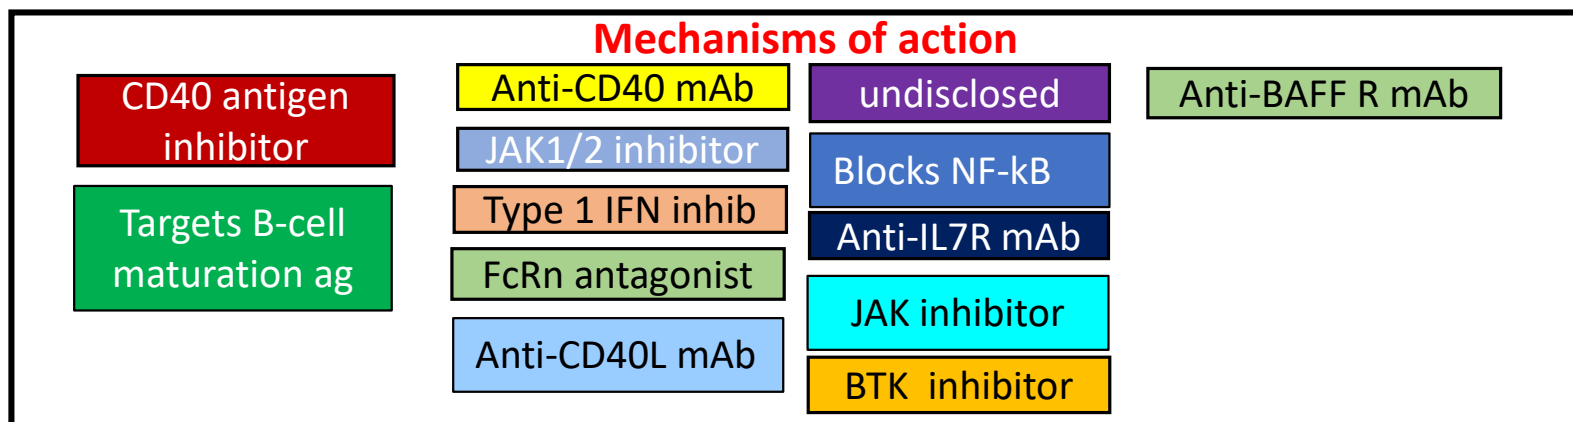 Mechanisms of action
CD40 antigen
inhibitor
Targets B-cell
maturation ag
Anti-CD40 mAb
JAK1/2 inhibitor
Type 1 IFN inhib
FcRn antagonist
Anti-CD40L mAb
undisclosed
Blocks NF-kB
Anti-IL7R mAb
JAK inhibitor
BTK  inhibitor
Anti-BAFF R mAb